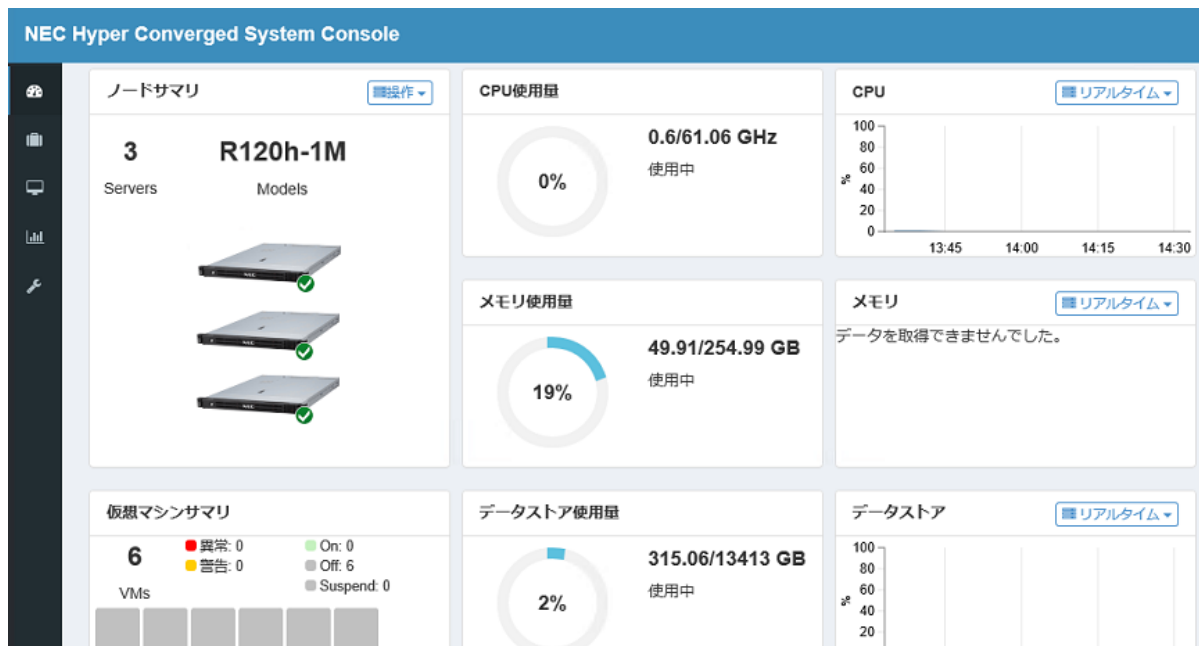 NEC Hyper Converged System Console
ノードサマリ
操作
3
R120h-1M
Servers
Models
CPU使用量
0%
0.6/61.06 GHz
使用中
CPU
リアルタイム
100
80
60
40
20
0
%
13:45
14:00
14:15
14:30
メモリ使用量
19%
49.91/254.99 GB
使用中
メモリ
リアルタイム
データを取得できませんでした。
仮想マシンサマリ
6
VMs
異常: 0
警告: 0
On: 0
Off: 6
Suspend: 0
データストア使用量
2%
315.06/13413 GB
使用中
データストア
リアルタイム
100
80
60
40
20
%